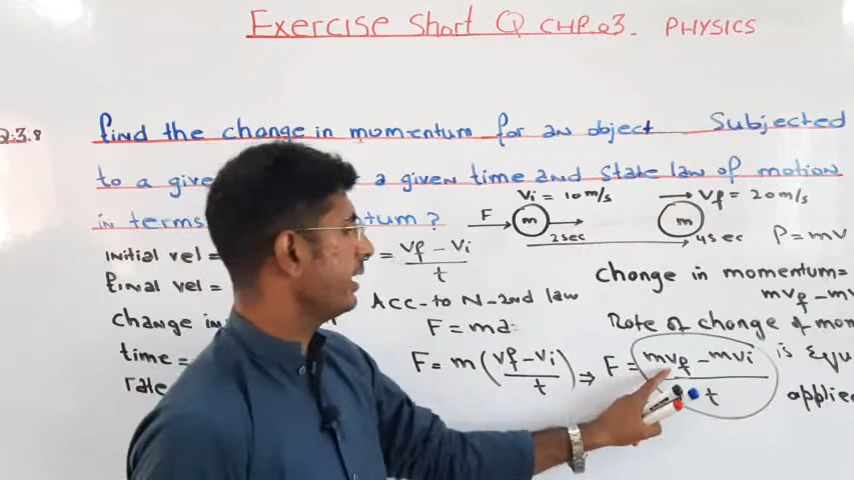 Exercise Short Q CHP.03. PHYSICS
Q.3.8
find the change in momentum for an object Subjected
to a given time and State law of motion
in terms of
Vi = 10m/s
Vf = 20m/s
F
m
m
2sec
4sec
P = mv
initial vel =
= Vf - Vi
t
final vel =
Change in momentum =
mvf - mv
Acc-to N-2nd law
Change in
Rate of change of mom
F = ma
time =
F = m(Vf - Vi)
t
⇒ F = mvf - mvi
t
is Equ
rate
applie